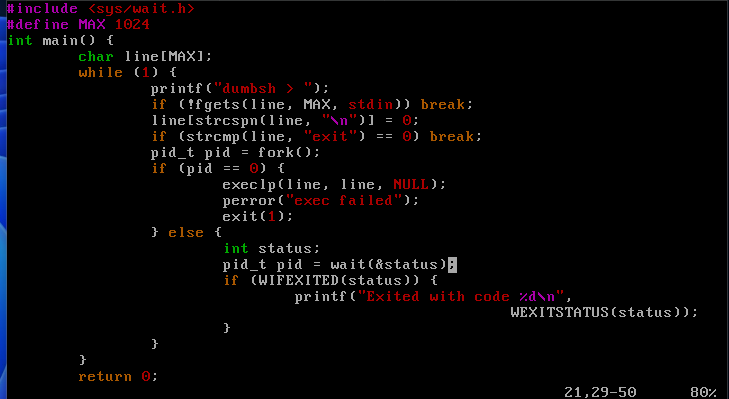 #include <sys/wait.h>
#define MAX 1024
int main() {
        char line[MAX];
        while (1) {
                printf("dumbsh > ");
                if (!fgets(line, MAX, stdin)) break;
                line[strcspn(line, "\n")] = 0;
                if (strcmp(line, "exit") == 0) break;
                pid_t pid = fork();
                if (pid == 0) {
                        execlp(line, line, NULL);
                        perror("exec failed");
                        exit(1);
                } else {
                        int status;
                        pid_t pid = wait(&status);
                        if (WIFEXITED(status)) {
                                printf("Exited with code %d\n",
                                                        WEXITSTATUS(status));
                        }
                }
        }
        return 0;
21,29-50      80%